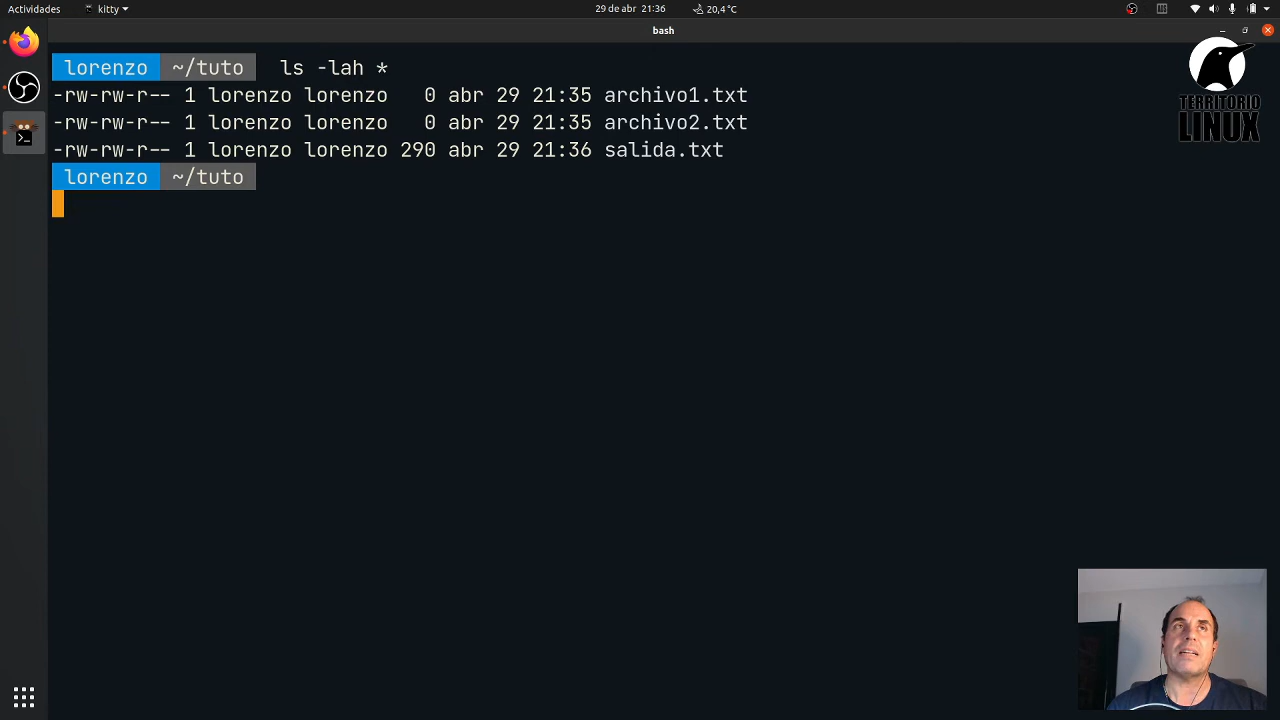 Actividades kitty 29 de abr 21:36 20,4 °C
bash
lorenzo ~/tuto ls -lah *
-rw-rw-r-- 1 lorenzo lorenzo 0 abr 29 21:35 archivo1.txt
-rw-rw-r-- 1 lorenzo lorenzo 0 abr 29 21:35 archivo2.txt
-rw-rw-r-- 1 lorenzo lorenzo 290 abr 29 21:36 salida.txt
lorenzo ~/tuto
TERRITORIO
LINUX